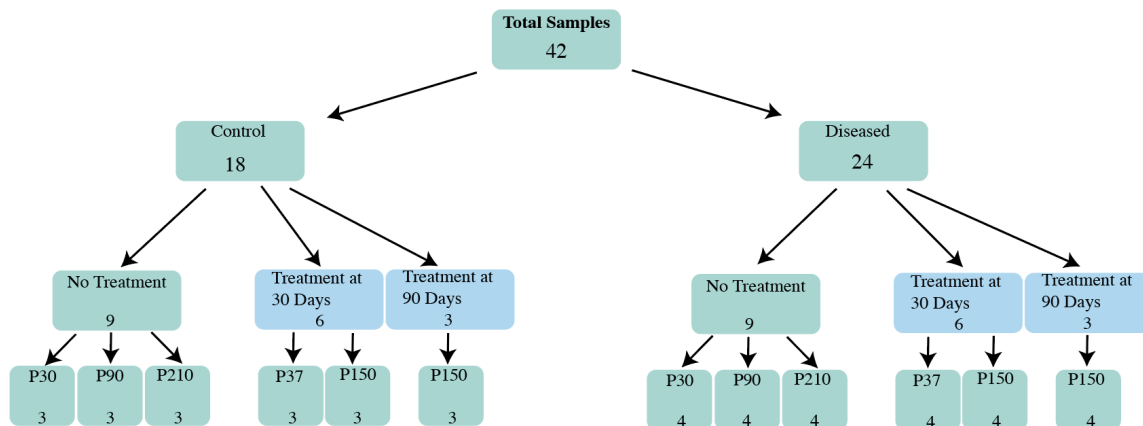 Total Samples
42
Control
18
Diseased
24
No Treatment
9
Treatment at
30 Days
6
Treatment at
90 Days
3
No Treatment
9
Treatment at
30 Days
6
Treatment at
90 Days
3
P30
3
P90
3
P210
3
P37
3
P150
3
P150
3
P30
4
P90
4
P210
4
P37
4
P150
4
P150
4